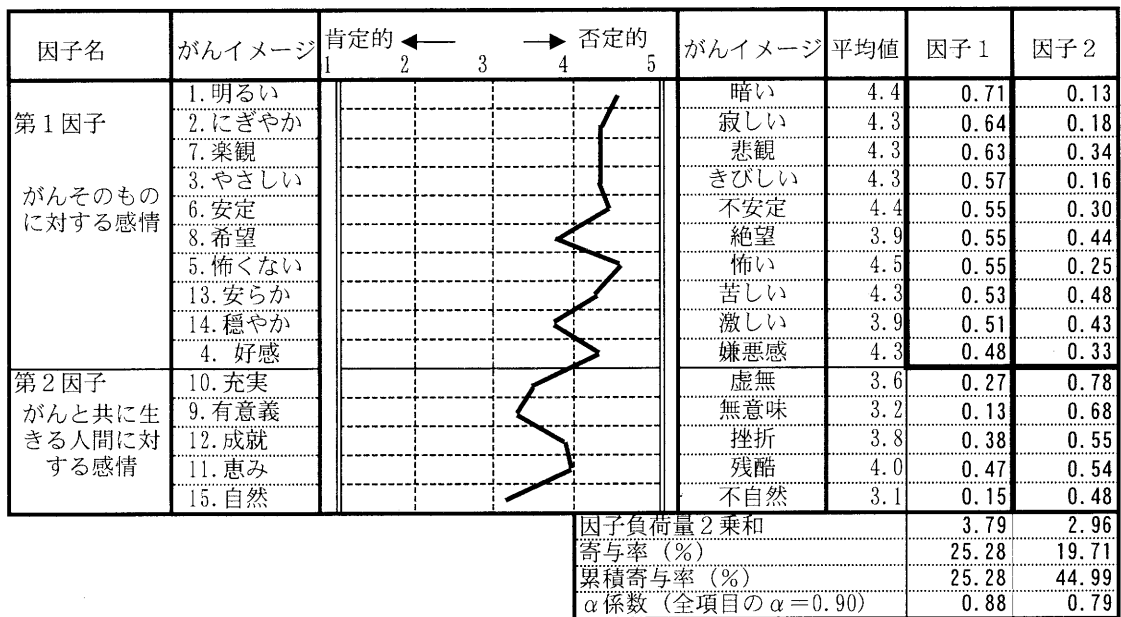 因子名 がんイメージ 肯定的 ← → 否定的 がんイメージ 平均値 因子1 因子2
1 2 3 4 5
第1因子
がんそのもの
に対する感情
1.明るい 暗い 4.4 0.71 0.13
2.にぎやか 寂しい 4.3 0.64 0.18
7.楽観 悲観 4.3 0.63 0.34
3.やさしい きびしい 4.3 0.57 0.16
6.安定 不安定 4.4 0.55 0.30
8.希望 絶望 3.9 0.55 0.44
5.怖くない 怖い 4.5 0.55 0.25
13.安らか 苦しい 4.3 0.53 0.48
14.穏やか 激しい 3.9 0.51 0.43
4. 好感 嫌悪感 4.3 0.48 0.33
第2因子
がんと共に生
きる人間に対
する感情
10.充実 虚無 3.6 0.27 0.78
9.有意義 無意味 3.2 0.13 0.68
12.成就 挫折 3.8 0.38 0.55
11.恵み 残酷 4.0 0.47 0.54
15.自然 不自然 3.1 0.15 0.48
因子負荷量2乗和 3.79 2.96
寄与率(%) 25.28 19.71
累積寄与率(%) 25.28 44.99
α係数(全項目のα=0.90) 0.88 0.79